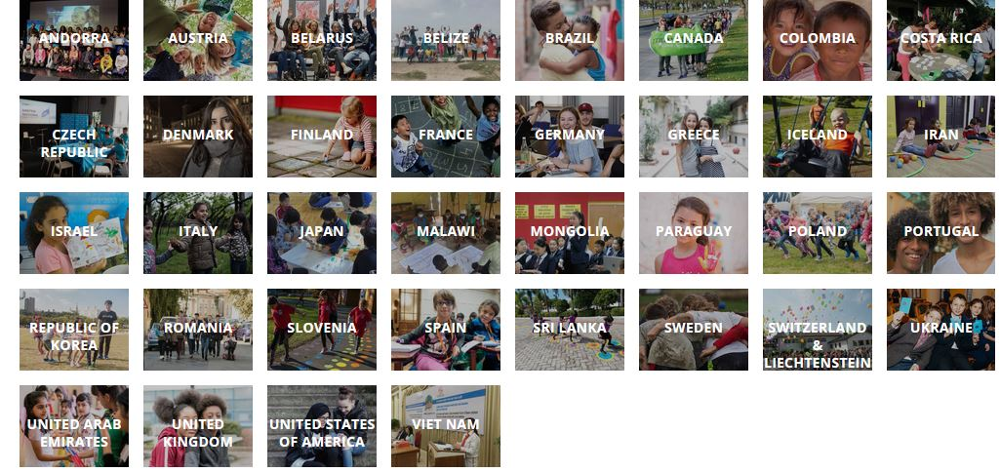 ANDORRA
AUSTRIA
BELARUS
BELIZE
BRAZIL
CANADA
COLOMBIA
COSTA RICA
CZECH
REPUBLIC
DENMARK
FINLAND
FRANCE
GERMANY
GREECE
ICELAND
IRAN
ISRAEL
ITALY
JAPAN
MALAWI
MONGOLIA
PARAGUAY
POLAND
PORTUGAL
REPUBLIC OF
KOREA
ROMANIA
SLOVENIA
SPAIN
SRI LANKA
SWEDEN
SWITZERLAND
&
LIECHTENSTEIN
UKRAINE
UNITED ARAB
EMIRATES
UNITED
KINGDOM
UNITED STATES
OF AMERICA
VIET NAM